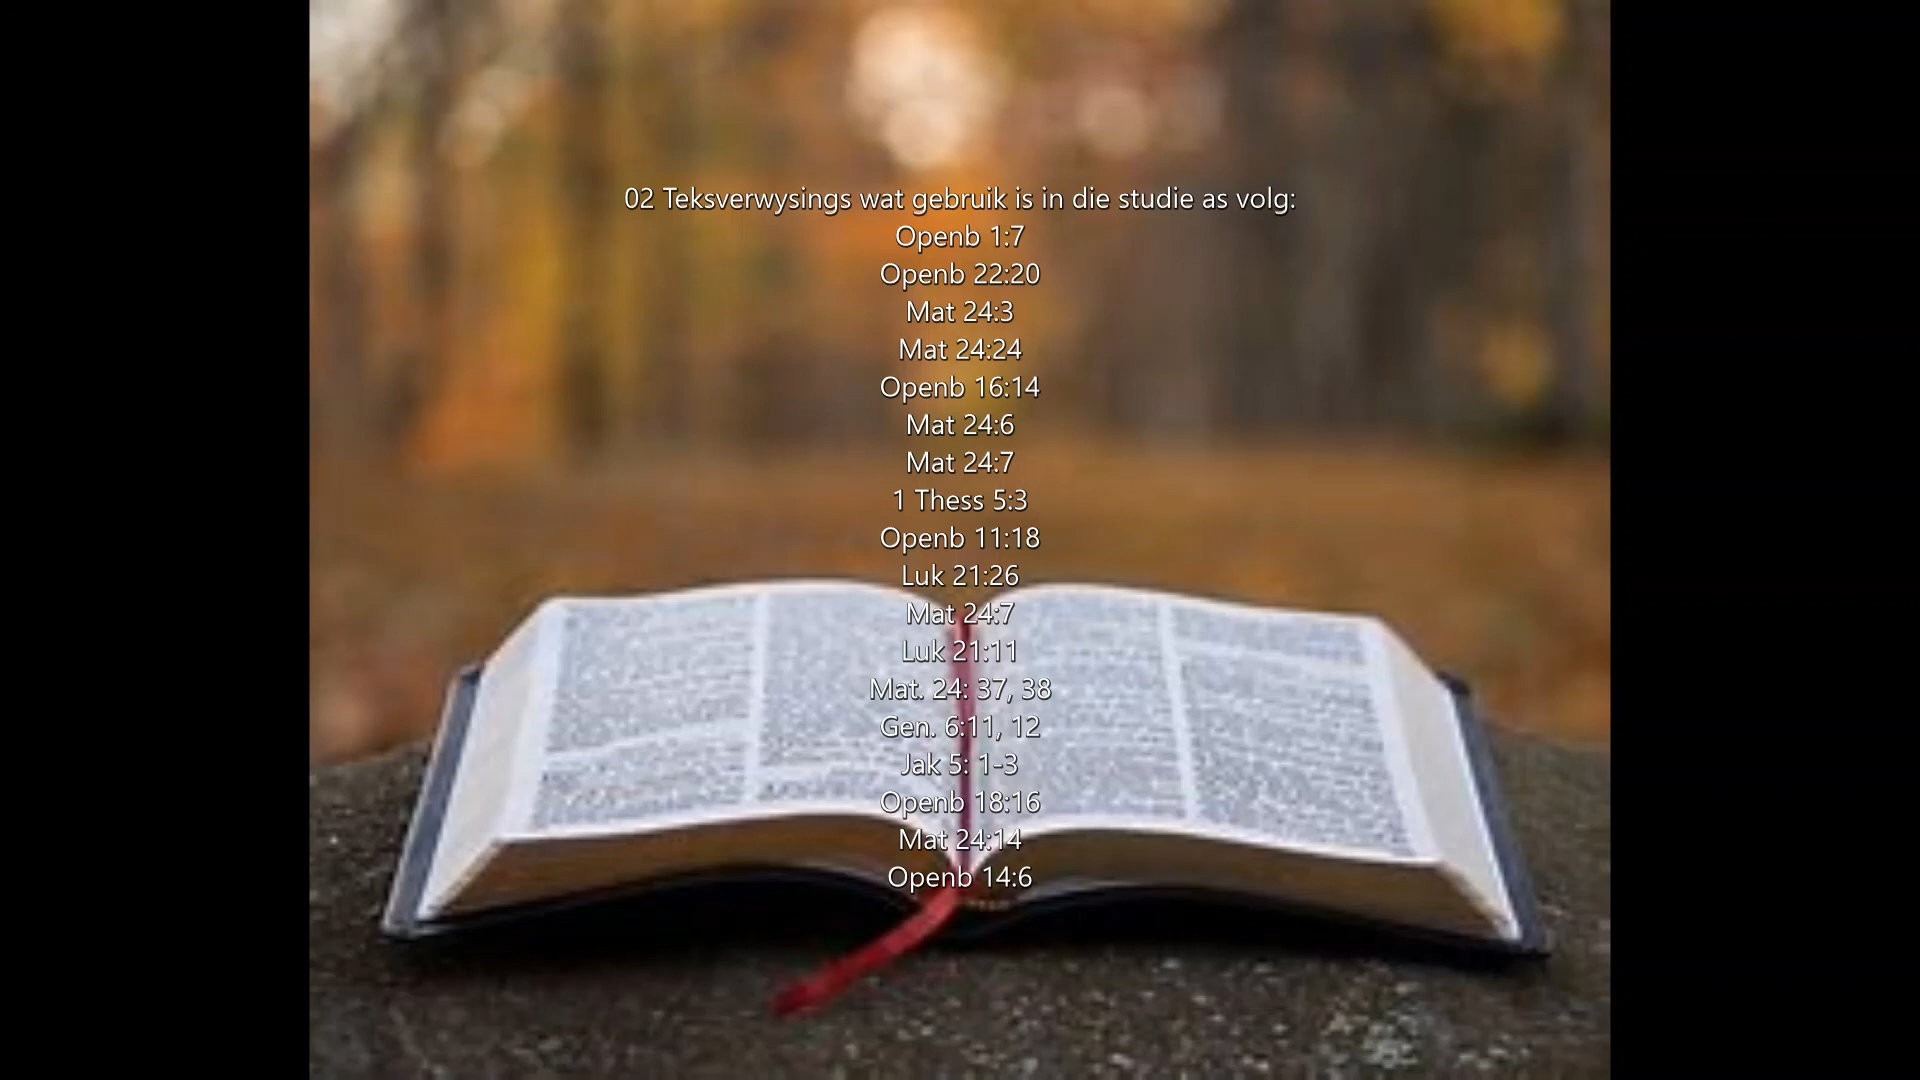 02 Teksverwysings wat gebruik is in die studie as volg:
Openb 1:7
Openb 22:20
Mat 24:3
Mat 24:24
Openb 16:14
Mat 24:6
Mat 24:7
1 Thess 5:3
Openb 11:18
Luk 21:26
Mat 24:7
Luk 21:11
Mat. 24: 37, 38
Gen. 6:11, 12
Jak 5: 1-3
Openb 18:16
Mat 24:14
Openb 14:6